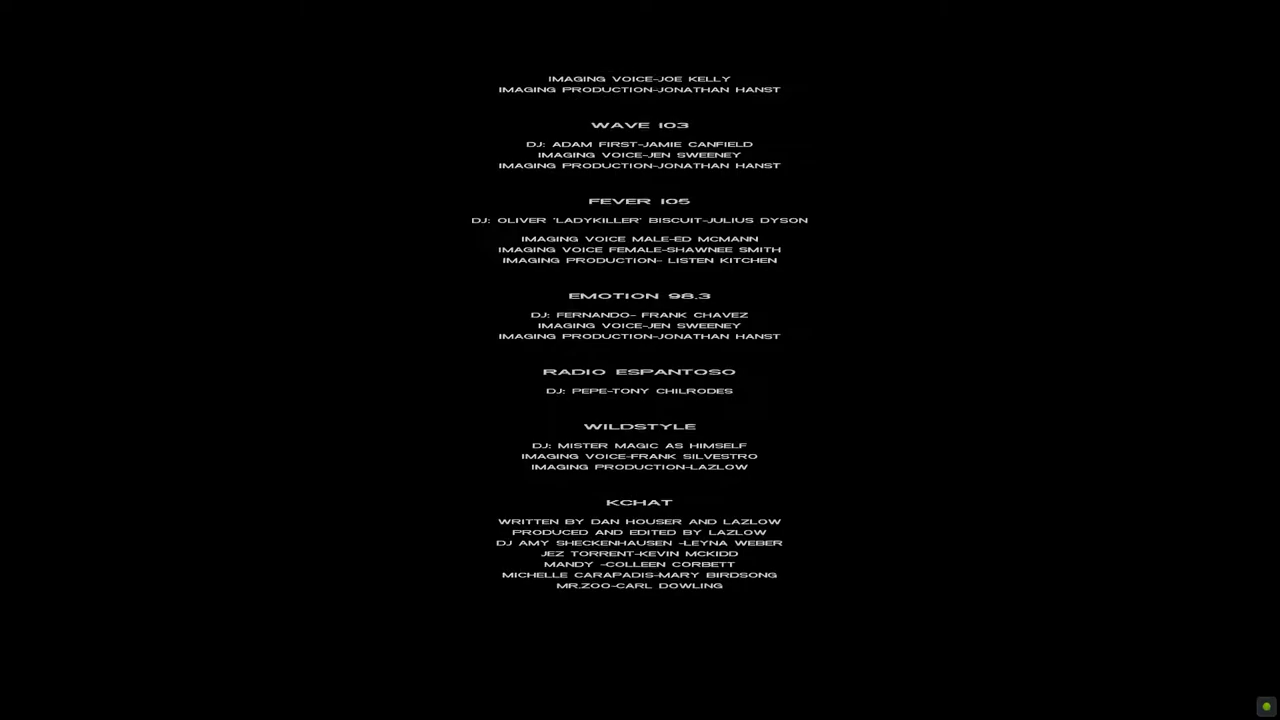 IMAGING VOICE-JOE KELLY
IMAGING PRODUCTION-JONATHAN HANST
WAVE 103
DJ: ADAM FIRST-JAMIE CANFIELD
IMAGING VOICE-JEN SWEENEY
IMAGING PRODUCTION-JONATHAN HANST
FEVER 105
DJ: OLIVER 'LADYKILLER' BISCUIT-JULIUS DYSON
IMAGING VOICE MALE-ED MCMANN
IMAGING VOICE FEMALE-SHAWNEE SMITH
IMAGING PRODUCTION- LISTEN KITCHEN
EMOTION 98.3
DJ: FERNANDO- FRANK CHAVEZ
IMAGING VOICE-JEN SWEENEY
IMAGING PRODUCTION-JONATHAN HANST
RADIO ESPANTOSO
DJ: PEPE-TONY CHILRODES
WILDSTYLE
DJ: MISTER MAGIC AS HIMSELF
IMAGING VOICE-FRANK SILVESTRO
IMAGING PRODUCTION-LAZLOW
KCHAT
WRITTEN BY DAN HOUSER AND LAZLOW
PRODUCED AND EDITED BY LAZLOW
DJ AMY SHECKENHAUSEN -LEYNA WEBER
JEZ TORRENT-KEVIN MCKIDD
MANDY -COLLEEN CORBETT
MICHELLE CARAPADIS-MARY BIRDSONG
MR.ZOO-CARL DOWLING